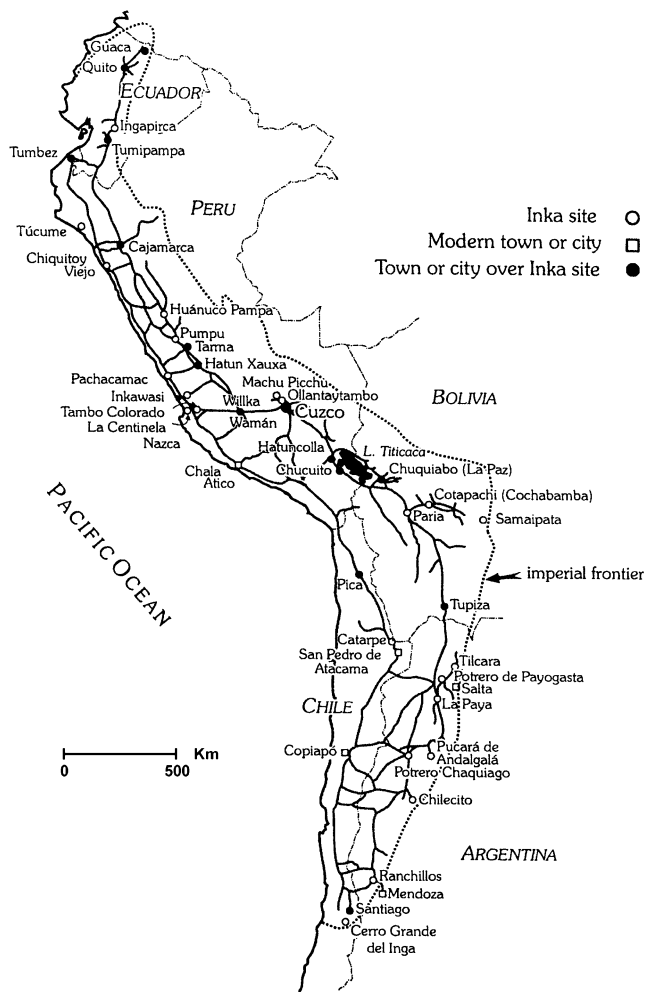 Guaca
Quito
ECUADOR
Ingapirca
Tumbez
Tumipampa
PERU
Inka site
Túcume
Modern town or city
Cajamarca
Chiquitoy
Viejo
Town or city over Inka site
Huánuco Pampa
Pumpu
Tarma
Hatun Xauxa
Pachacamac
Machu Picchu
Inkawasi
Willka
Ollantaytambo
BOLIVIA
Tambo Colorado
Cuzco
La Centinela
Wamán
Nazca
Hatuncolla
L. Titicaca
Chala
Chucuito
Chuquiabo (La Paz)
Atico
Cotapachi (Cochabamba)
PACIFIC OCEAN
Paria
Samaipata
imperial frontier
Pica
Tupiza
Catarpe
San Pedro de
Atacama
Tilcara
Potrero de Payogasta
Salta
CHILE
La Paya
Copiapó
Pucará de
Andalgalá
Km
0
500
Potrero Chaquiago
Chilecito
ARGENTINA
Ranchillos
Mendoza
Santiago
Cerro Grande
del Inga